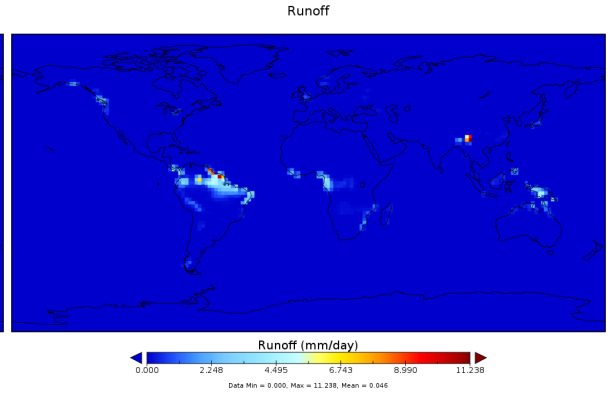 Runoff
Runoff (mm/day)
0.000 2.248 4.495 6.743 8.990 11.238
Data Min = 0.000, Max = 11.238, Mean = 0.046